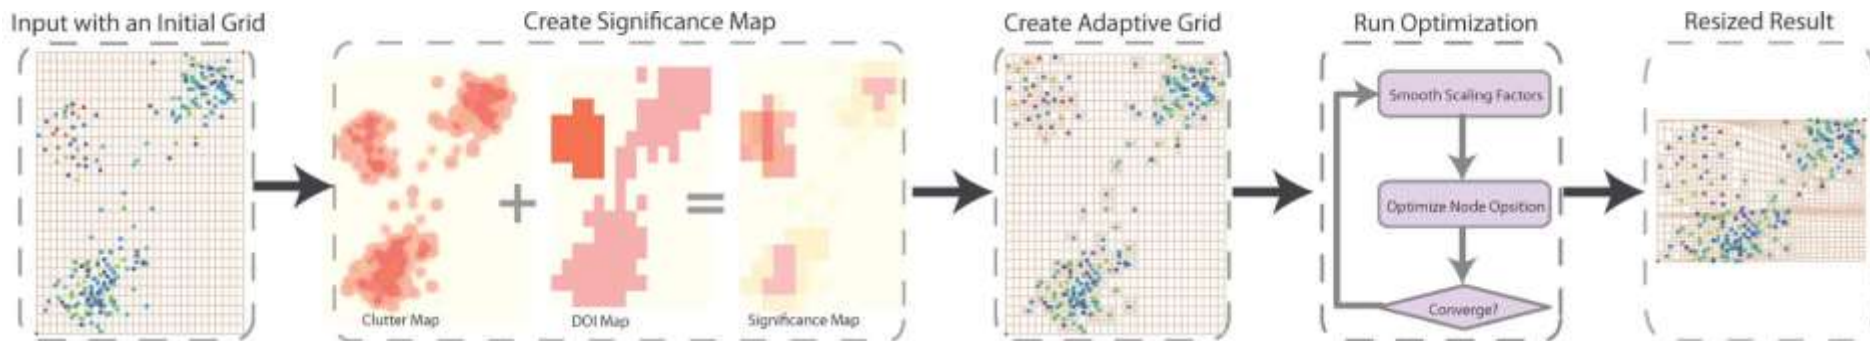 Input with an Initial Grid
Create Significance Map
Create Adaptive Grid
Run Optimization
Resized Result
Smooth Scaling Factors
Optimize Node Opsition
Converge?
Clutter Map
DOI Map
Significance Map